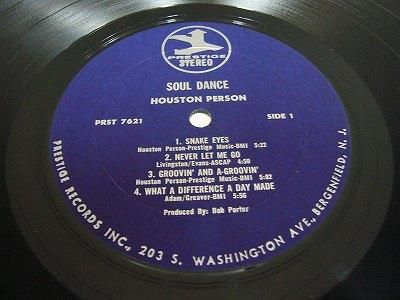 PRESTIGE
STEREO
SOUL DANCE
HOUSTON PERSON
PRST 7621 SIDE 1
1. SNAKE EYES
Houston Person-Prestige Music-BMI 5:22
2. NEVER LET ME GO
Livingston/Evans-ASCAP 4:50
3. GROOVIN' AND A-GROOVIN'
Houston Person-Prestige Music-BMI 5:02
4. WHAT A DIFFERENCE A DAY MADE
Adam/Greaver-BMI 5:56
Produced By: Bob Porter
PRESTIGE RECORDS INC., 203 S. WASHINGTON AVE., BERGENFIELD, N.J.